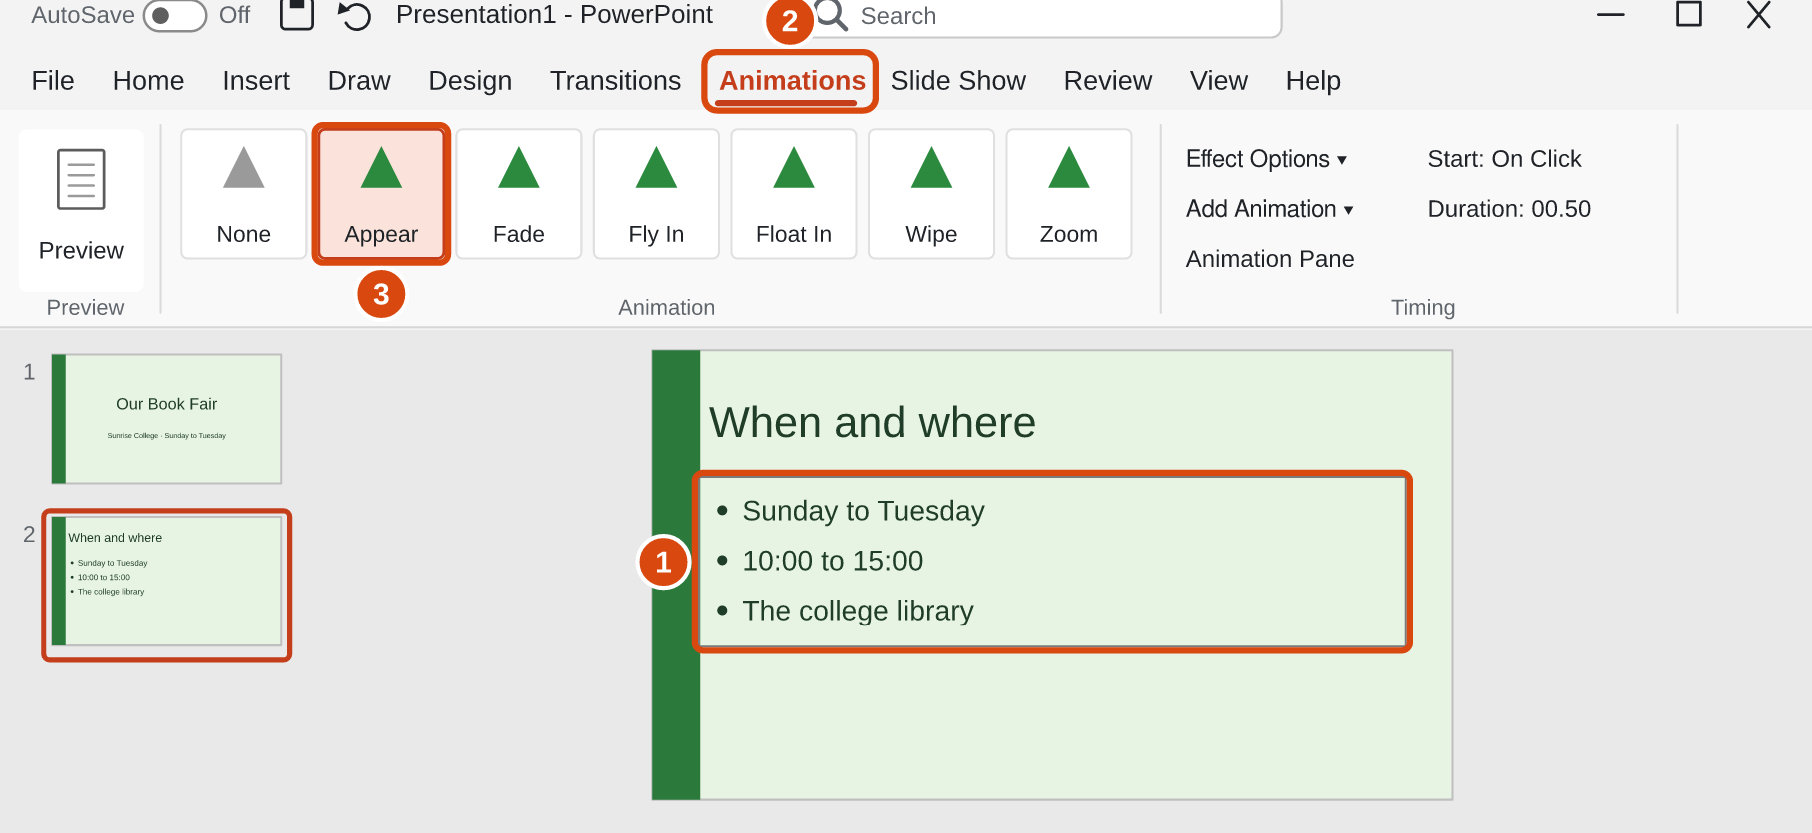 AutoSave Off Presentation1 - PowerPoint 2 Search
File Home Insert Draw Design Transitions Animations Slide Show Review View Help
Preview None Appear Fade Fly In Float In Wipe Zoom
Effect Options ▾ Start: On Click
Add Animation ▾ Duration: 00.50
Animation Pane
3
Preview Animation Timing
1
Our Book Fair
Sunrise College · Sunday to Tuesday
2
When and where
• Sunday to Tuesday
• 10:00 to 15:00
• The college library
When and where
1
• Sunday to Tuesday
• 10:00 to 15:00
• The college library